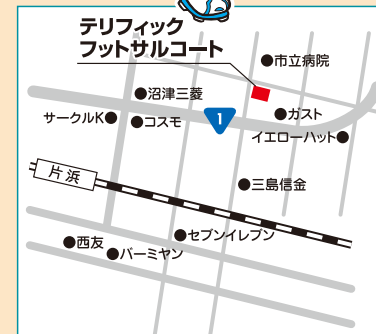 テリフィック
フットサルコート
市立病院
沼津三菱
ガスト
サークルK
コスモ
1
イエローハット
片浜
三島信金
セブンイレブン
西友
バーミヤン